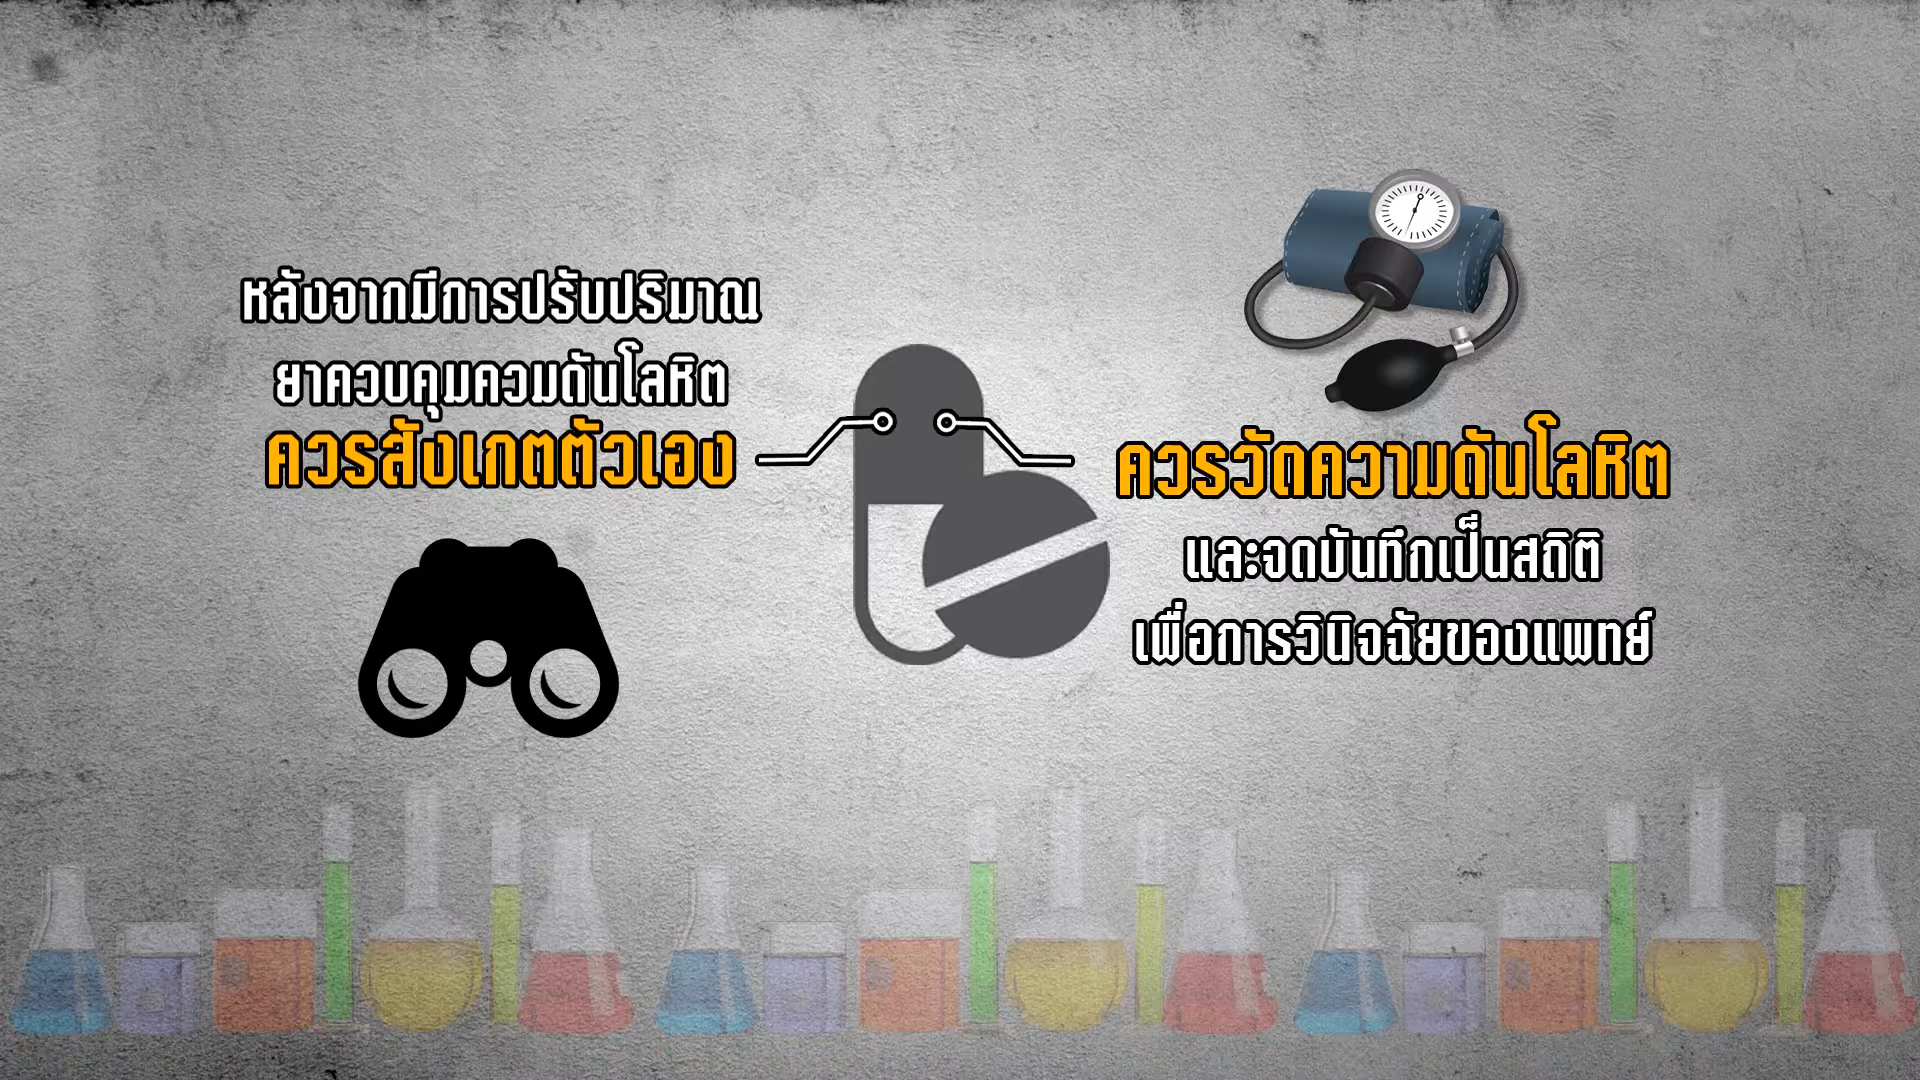 หลังจากมีการปรับปริมาณ
ยาควบคุมควมดันโลหิต
ควรสังเกตตัวเอง
ควรวัดความดันโลหิต
และจดบันทึกเป็นสถิติ
เพื่อการวินิจฉัยของแพทย์